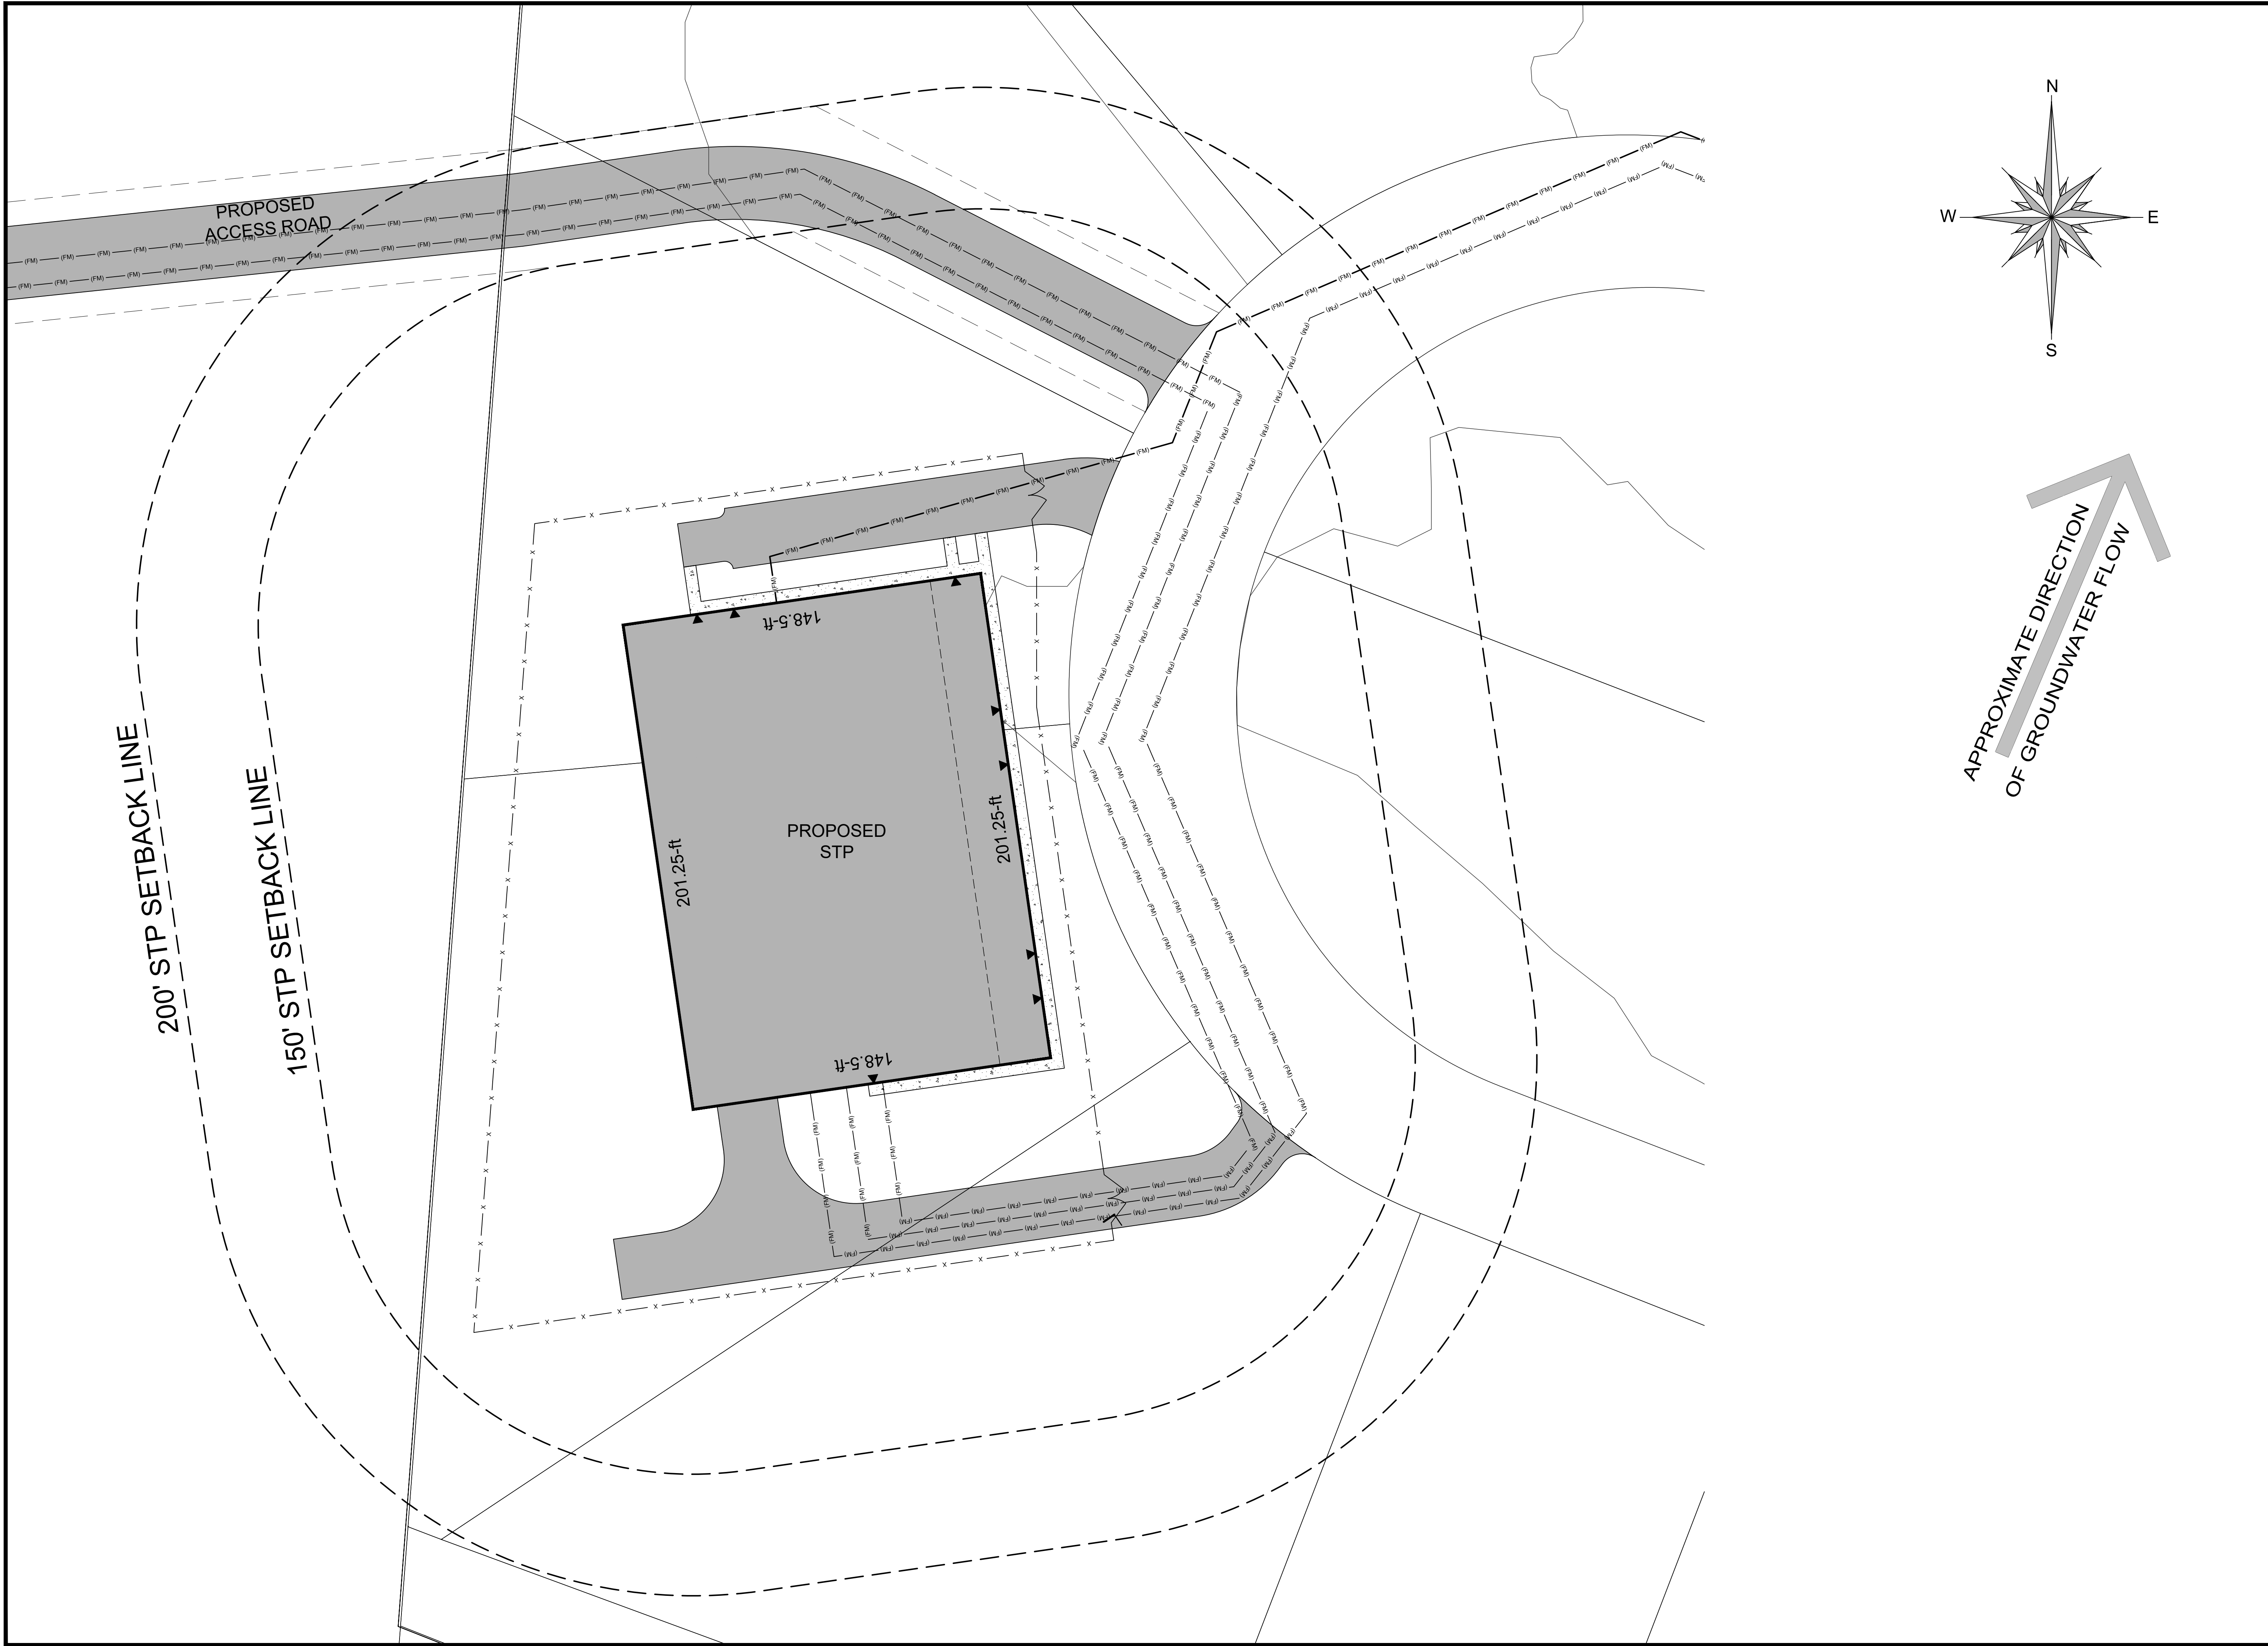 N
W
E
S
PROPOSED
ACCESS ROAD
148.5-ft
201.25-ft
PROPOSED
STP
201.25-ft
148.5-ft
200' STP SETBACK LINE
150' STP SETBACK LINE
APPROXIMATE DIRECTION
OF GROUNDWATER FLOW
(FM)
X